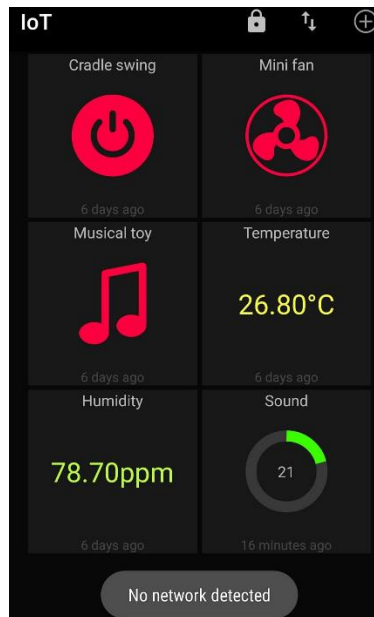 IoT
Cradle swing
Mini fan
6 days ago
6 days ago
Musical toy
Temperature
26.80°C
6 days ago
6 days ago
Humidity
Sound
78.70ppm
21
6 days ago
16 minutes ago
No network detected